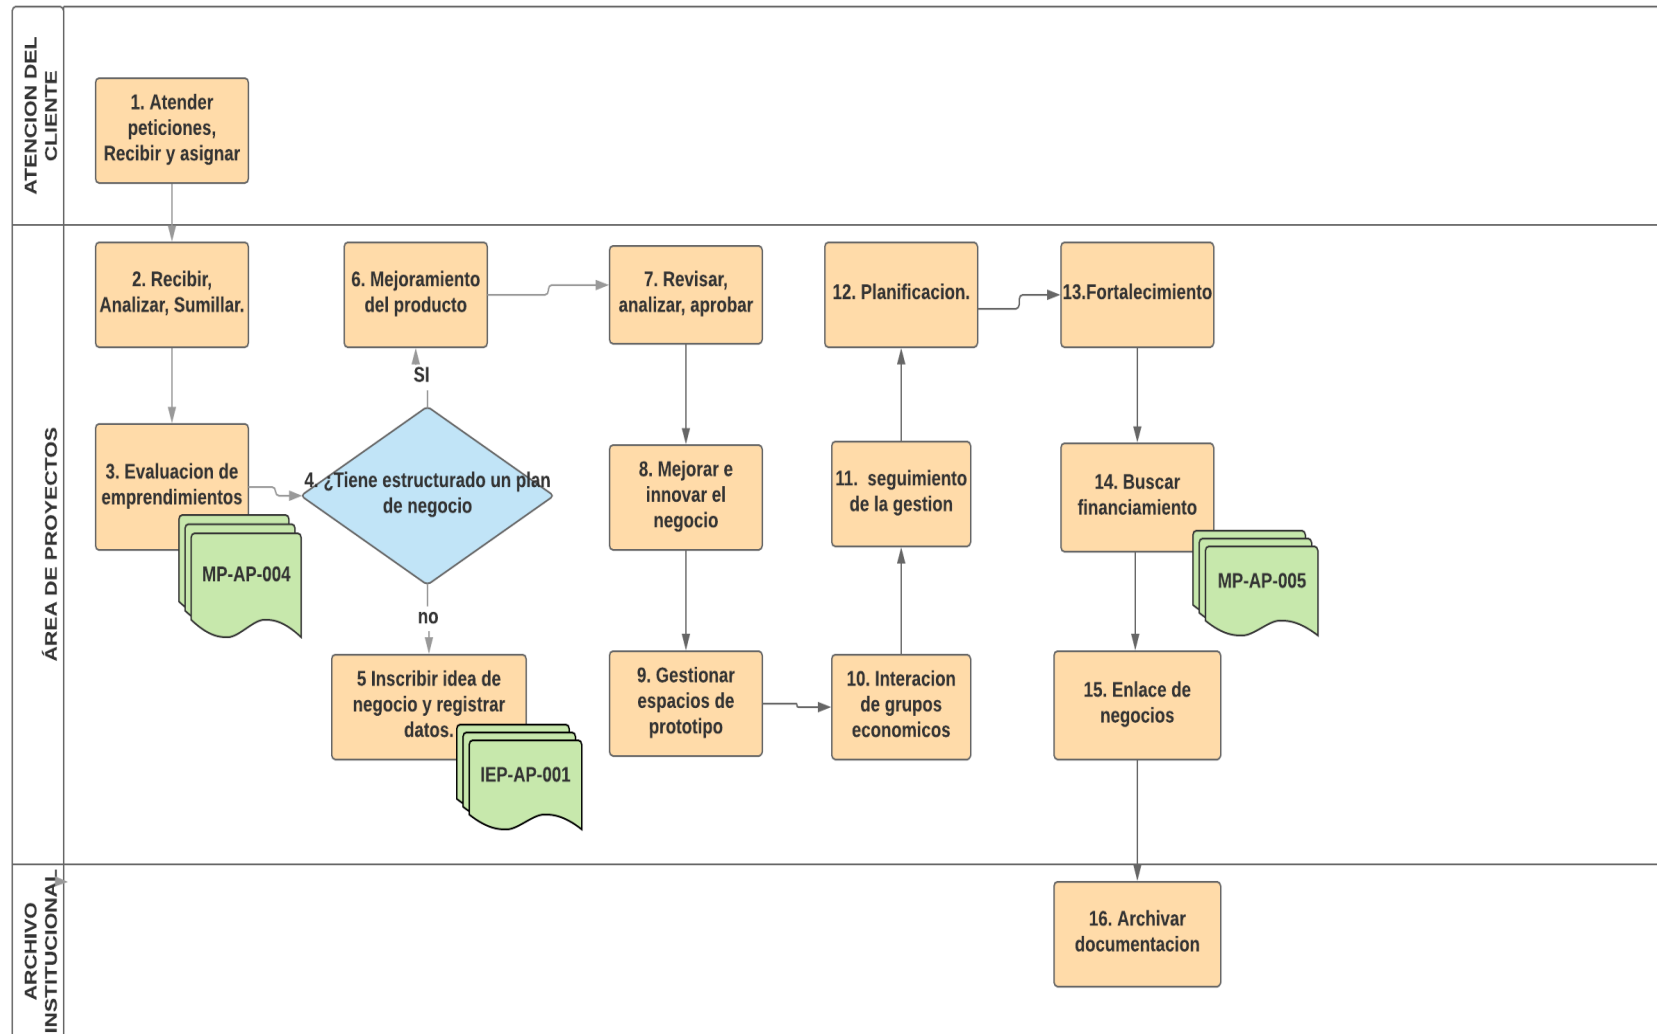 ATENCION DEL
CLIENTE
1. Atender
peticiones,
Recibir y asignar
ÁREA DE PROYECTOS
2. Recibir,
Analizar, Sumillar.
3. Evaluacion de
emprendimientos
MP-AP-004
4. ¿Tiene estructurado un plan
de negocio
SI
no
5 Inscribir idea de
negocio y registrar
datos.
IEP-AP-001
6. Mejoramiento
del producto
7. Revisar,
analizar, aprobar
8. Mejorar e
innovar el
negocio
9. Gestionar
espacios de
prototipo
10. Interacion
de grupos
economicos
11. seguimiento
de la gestion
12. Planificacion.
13.Fortalecimiento
14. Buscar
financiamiento
MP-AP-005
15. Enlace de
negocios
ARCHIVO
INSTITUCIONAL
16. Archivar
documentacion